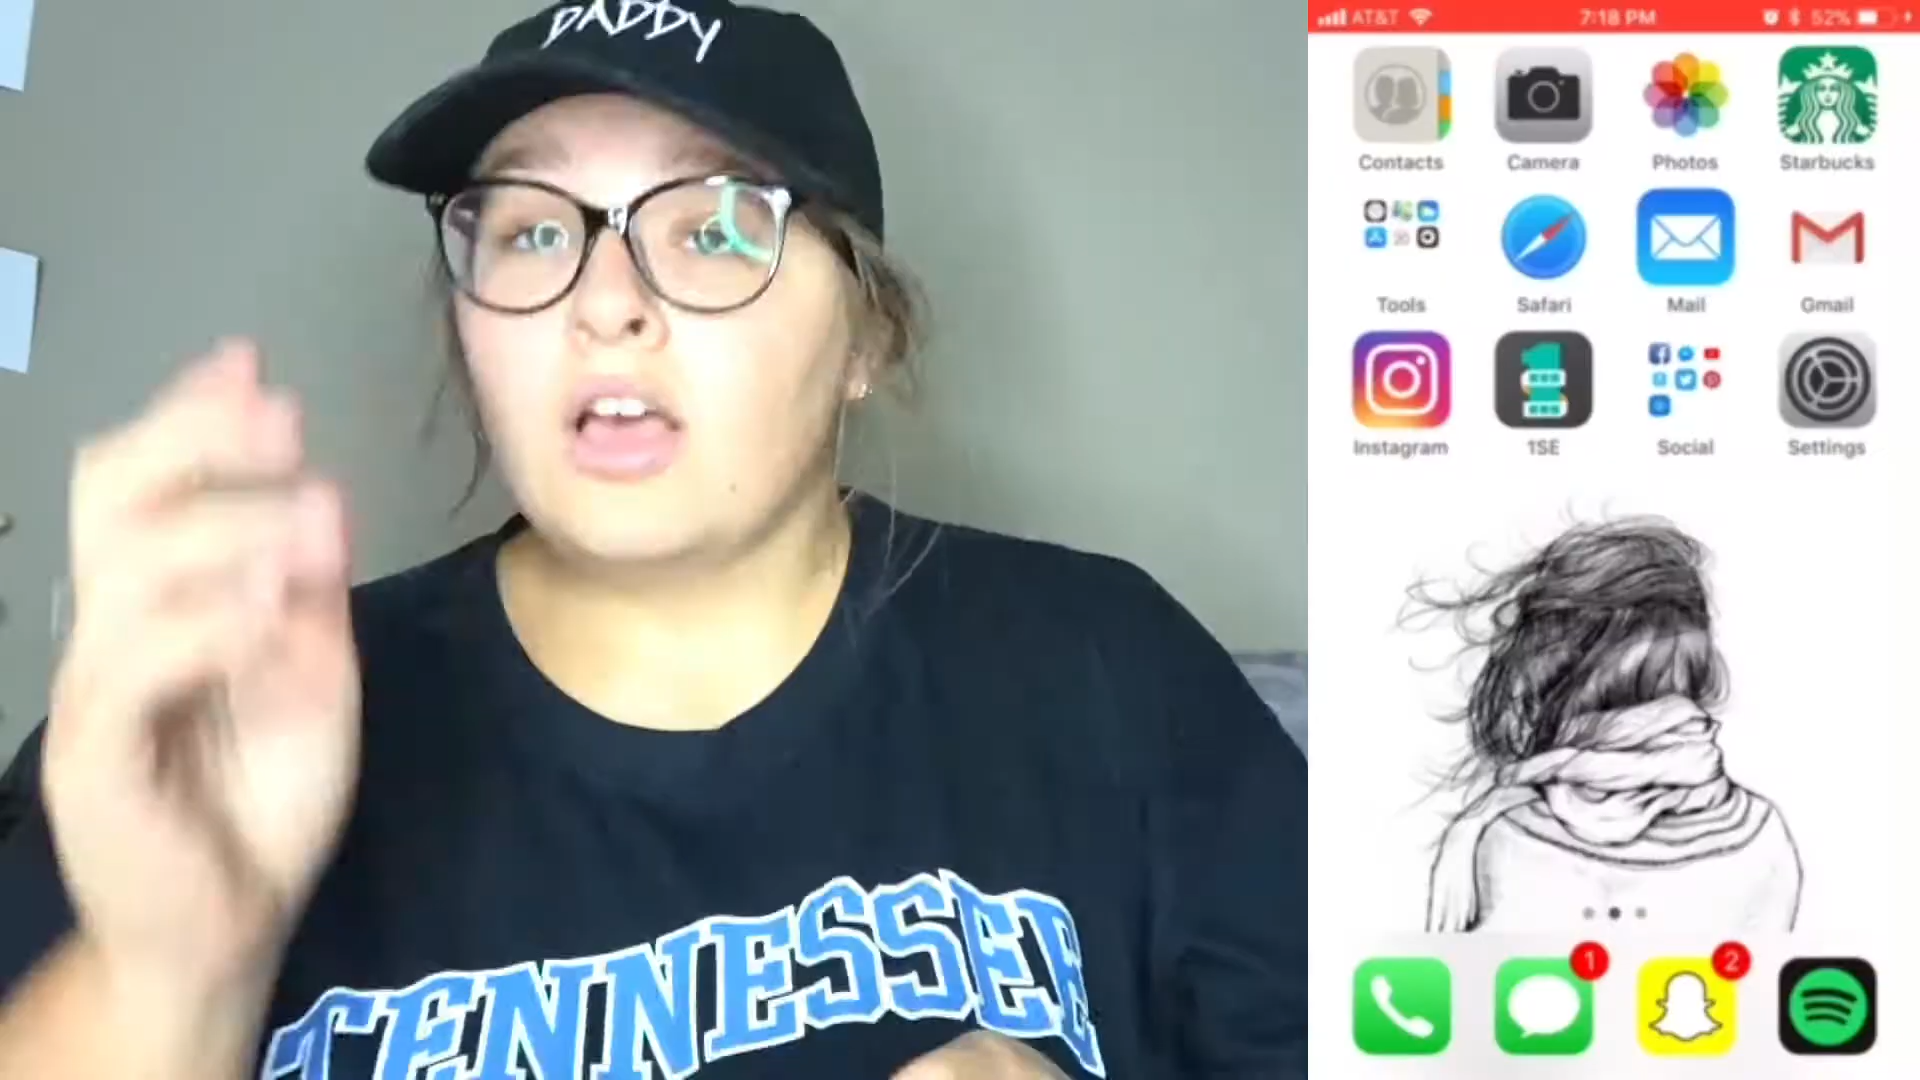 DADDY
TENNESSEE
AT&T 7:18 PM 52%
Contacts Camera Photos Starbucks
Tools Safari Mail Gmail
Instagram 1SE Social Settings
1 2